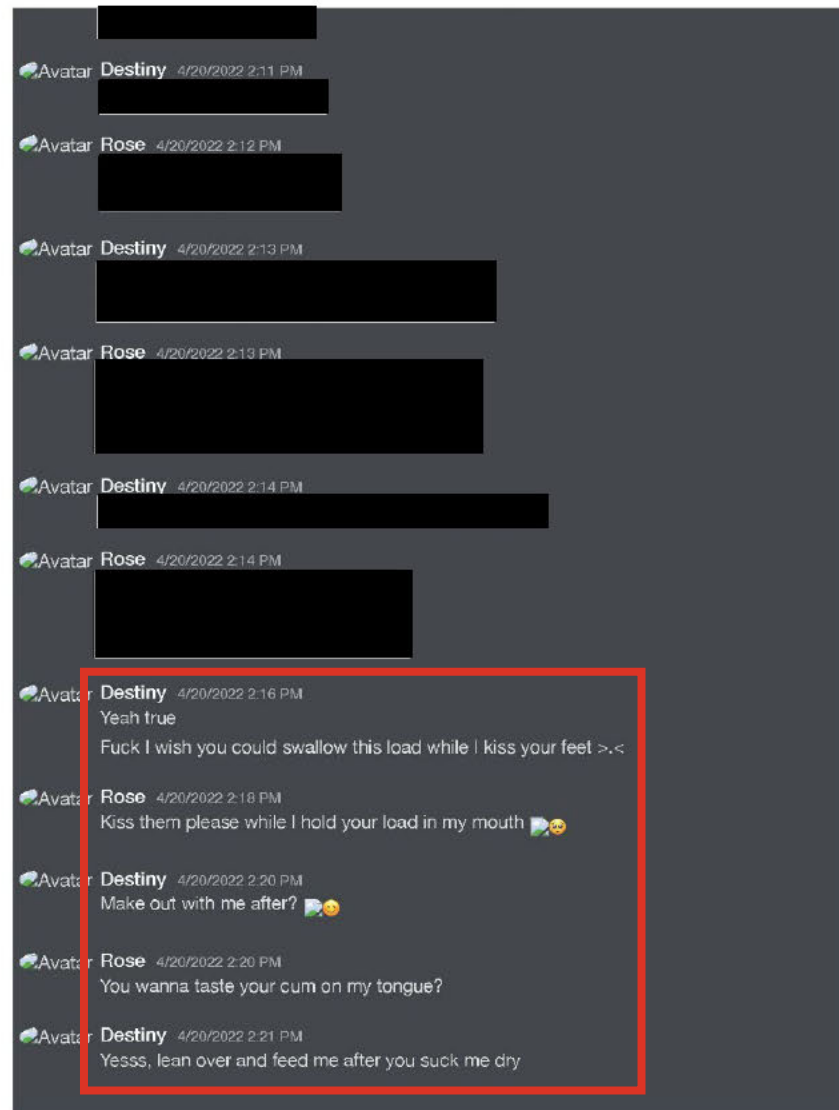 Avatar Destiny 4/20/2022 2:11 PM
Avatar Rose 4/20/2022 2:12 PM
Avatar Destiny 4/20/2022 2:13 PM
Avatar Rose 4/20/2022 2:13 PM
Avatar Destiny 4/20/2022 2:14 PM
Avatar Rose 4/20/2022 2:14 PM
Avatar Destiny 4/20/2022 2:16 PM
Yeah true
Fuck I wish you could swallow this load while I kiss your feet >.<
Avatar Rose 4/20/2022 2:18 PM
Kiss them please while I hold your load in my mouth 🥺
Avatar Destiny 4/20/2022 2:20 PM
Make out with me after? 😊
Avatar Rose 4/20/2022 2:20 PM
You wanna taste your cum on my tongue?
Avatar Destiny 4/20/2022 2:21 PM
Yesss, lean over and feed me after you suck me dry